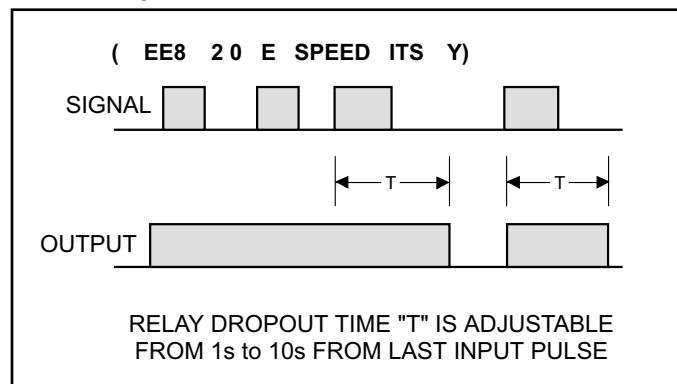 ( EE8 2 0 E SPEED ITS Y)
SIGNAL
T T
OUTPUT
RELAY DROPOUT TIME "T" IS ADJUSTABLE
FROM 1s to 10s FROM LAST INPUT PULSE